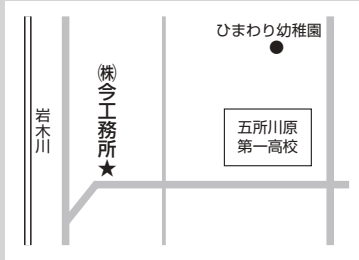 ひまわり幼稚園
㈱今工務所
岩木川
五所川原
第一高校